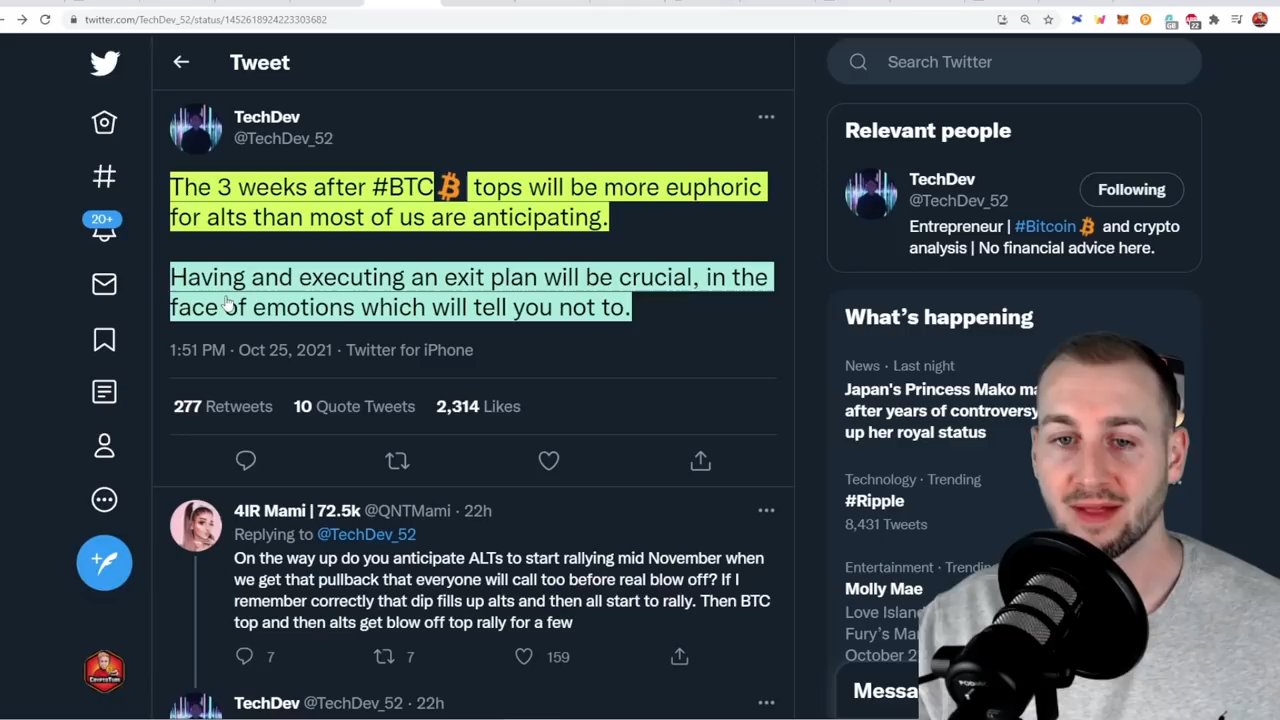 twitter.com/TechDev_52/status/1452618924223303682
GB
22
Tweet
Search Twitter
TechDev
@TechDev_52
The 3 weeks after #BTC tops will be more euphoric
for alts than most of us are anticipating.
Having and executing an exit plan will be crucial, in the
face of emotions which will tell you not to.
1:51 PM · Oct 25, 2021 · Twitter for iPhone
277 Retweets 10 Quote Tweets 2,314 Likes
20+
4IR Mami | 72.5k @QNTMami · 22h
Replying to @TechDev_52
On the way up do you anticipate ALTs to start rallying mid November when
we get that pullback that everyone will call too before real blow off? If I
remember correctly that dip fills up alts and then all start to rally. Then BTC
top and then alts get blow off top rally for a few
7 7 159
TechDev @TechDev_52 · 22h
Relevant people
TechDev
@TechDev_52
Following
Entrepreneur | #Bitcoin and crypto
analysis | No financial advice here.
What's happening
News · Last night
Japan's Princess Mako
after years of controversy
up her royal status
Technology · Trending
#Ripple
8,431 Tweets
Entertainment ·
Molly Mae
Love
Fury's
October